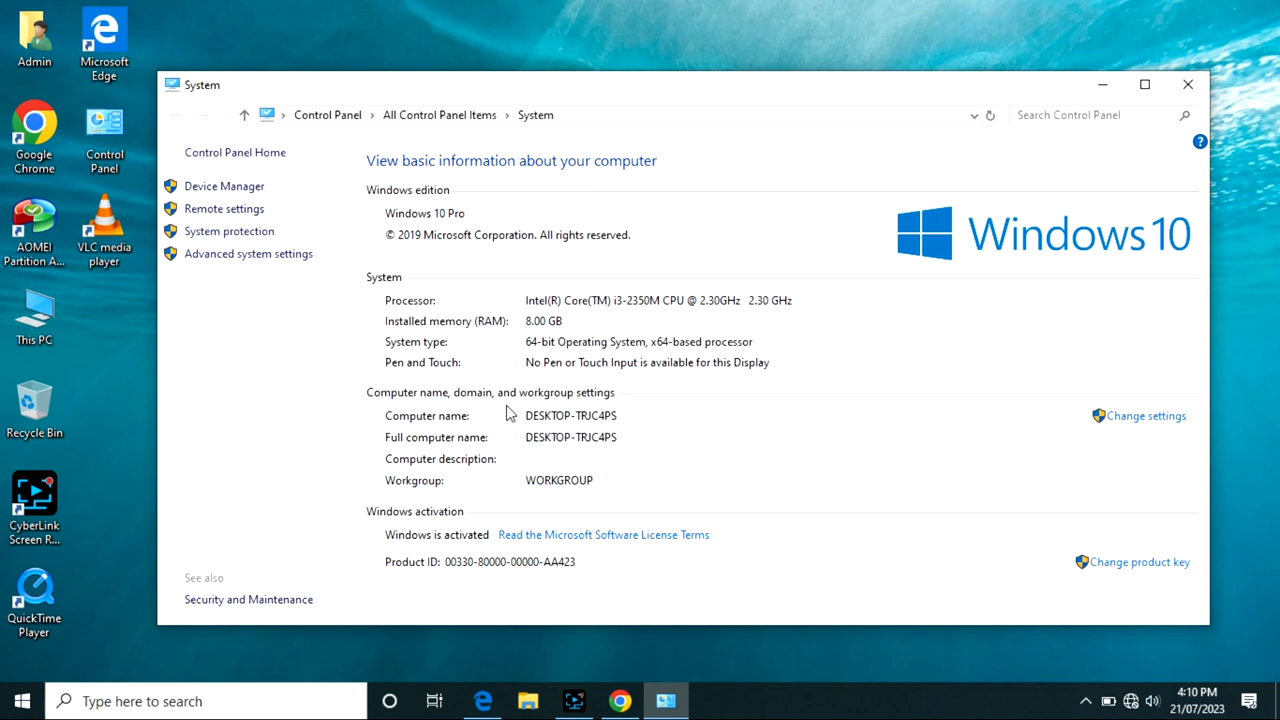 Admin
Microsoft
Edge
Google
Chrome
Control
Panel
AOMEI
Partition A...
VLC media
player
This PC
Recycle Bin
CyberLink
Screen R...
QuickTime
Player
System
Control Panel > All Control Panel Items > System
Search Control Panel
?
Control Panel Home
Device Manager
Remote settings
System protection
Advanced system settings
See also
Security and Maintenance
View basic information about your computer
Windows edition
Windows 10 Pro
© 2019 Microsoft Corporation. All rights reserved.
Windows 10
System
Processor: Intel(R) Core(TM) i3-2350M CPU @ 2.30GHz 2.30 GHz
Installed memory (RAM): 8.00 GB
System type: 64-bit Operating System, x64-based processor
Pen and Touch: No Pen or Touch Input is available for this Display
Computer name, domain, and workgroup settings
Computer name: DESKTOP-TRJC4PS
Change settings
Full computer name: DESKTOP-TRJC4PS
Computer description:
Workgroup: WORKGROUP
Windows activation
Windows is activated Read the Microsoft Software License Terms
Product ID: 00330-80000-00000-AA423
Change product key
Type here to search
4:10 PM
21/07/2023